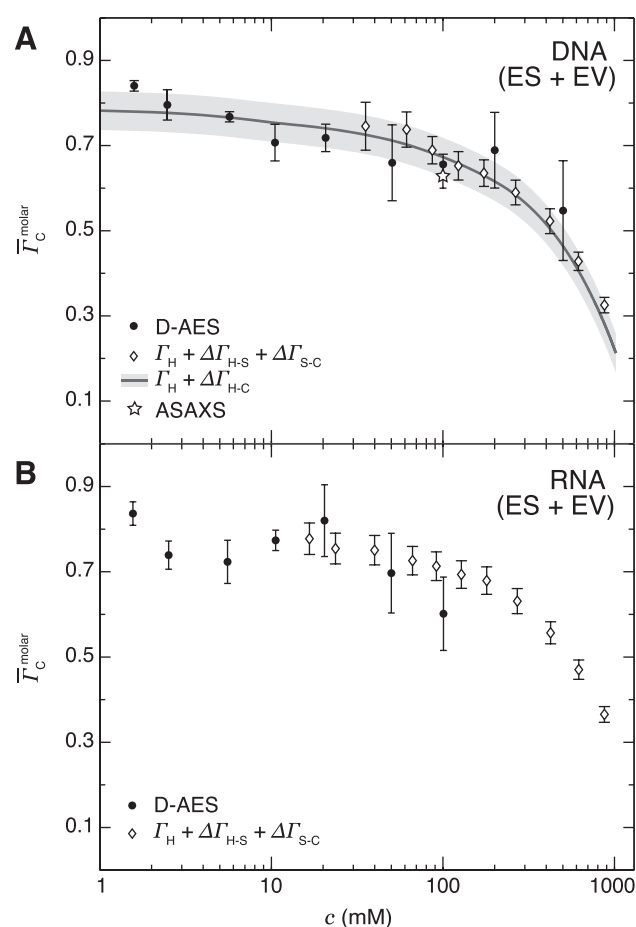 A
DNA
(ES + EV)
0.9
0.7
0.5
0.3
0.1
Γ̅_C^molar
D-AES
Γ_H + ΔΓ_H-S + ΔΓ_S-C
Γ_H + ΔΓ_H-C
ASAXS
B
RNA
(ES + EV)
0.9
0.7
0.5
0.3
0.1
Γ̅_C^molar
D-AES
Γ_H + ΔΓ_H-S + ΔΓ_S-C
1 10 100 1000
c (mM)